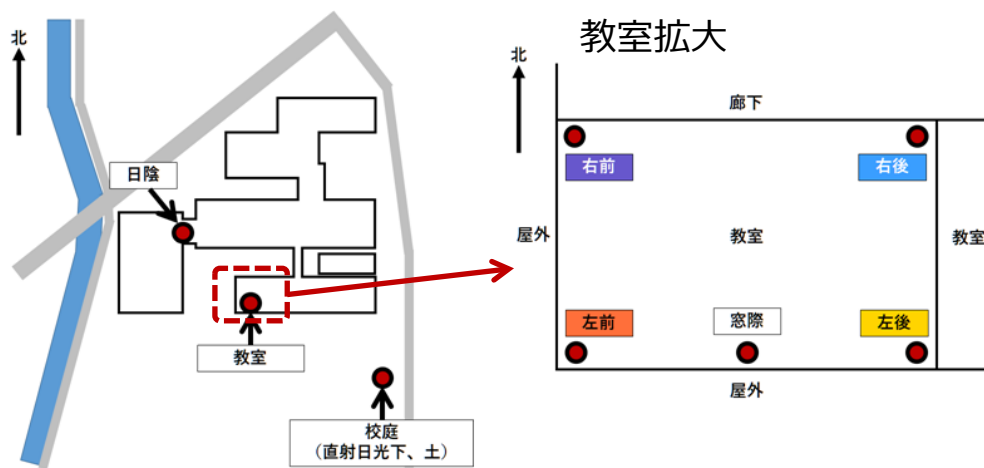 教室拡大
北
北
廊下
日陰
右前
右後
屋外
教室
教室
左前
窓際
左後
教室
屋外
校庭
（直射日光下、土）